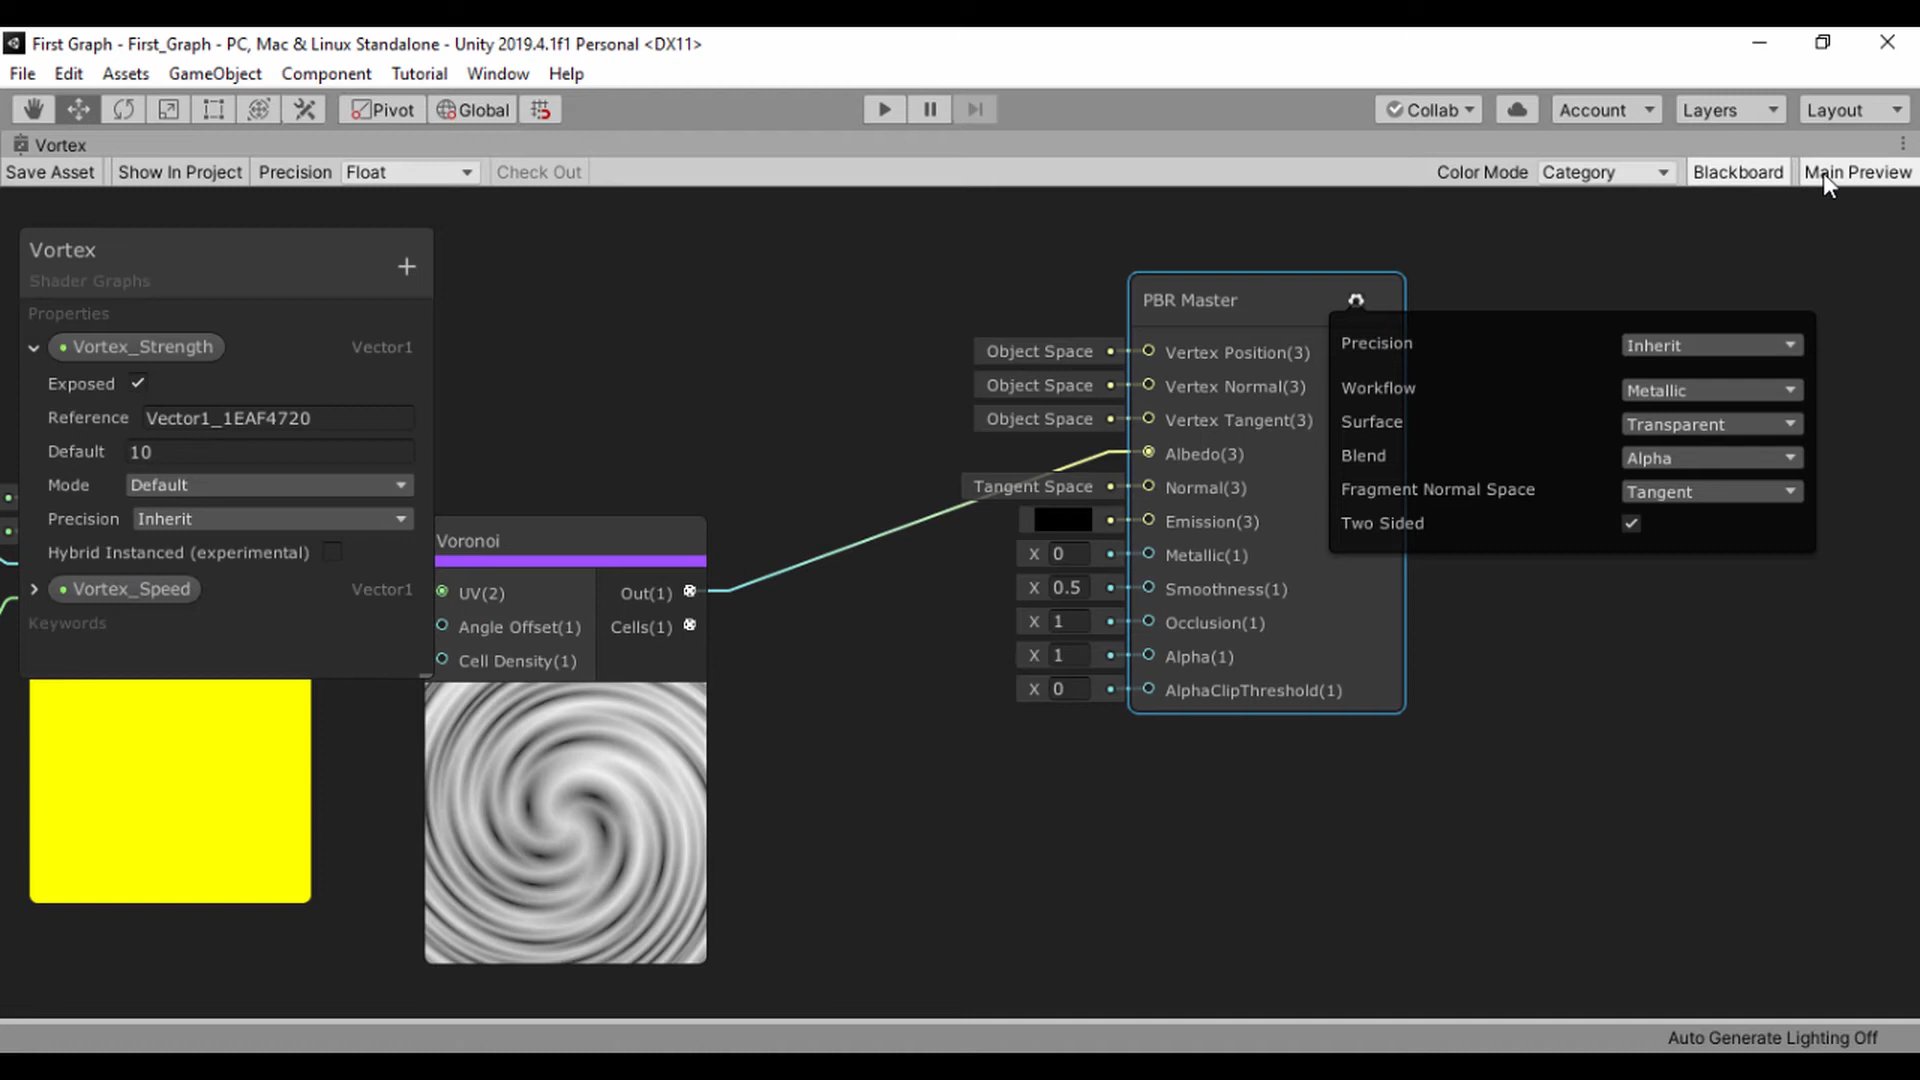 First Graph - First_Graph - PC, Mac & Linux Standalone - Unity 2019.4.1f1 Personal <DX11>
File Edit Assets GameObject Component Tutorial Window Help
Pivot Global Collab Account Layers Layout
Vortex
Save Asset Show In Project Precision Float Check Out Color Mode Category Blackboard Main Preview
Vortex
Shader Graphs
Properties
Vortex_Strength Vector1
Exposed
Reference Vector1_1EAF4720
Default 10
Mode Default
Precision Inherit
Hybrid Instanced (experimental)
Vortex_Speed Vector1
Keywords
Voronoi
UV(2) Out(1)
Angle Offset(1) Cells(1)
Cell Density(1)
PBR Master
Object Space Vertex Position(3)
Object Space Vertex Normal(3)
Object Space Vertex Tangent(3)
Albedo(3)
Tangent Space Normal(3)
Emission(3)
X 0 Metallic(1)
X 0.5 Smoothness(1)
X 1 Occlusion(1)
X 1 Alpha(1)
X 0 AlphaClipThreshold(1)
Precision Inherit
Workflow Metallic
Surface Transparent
Blend Alpha
Fragment Normal Space Tangent
Two Sided
Auto Generate Lighting Off